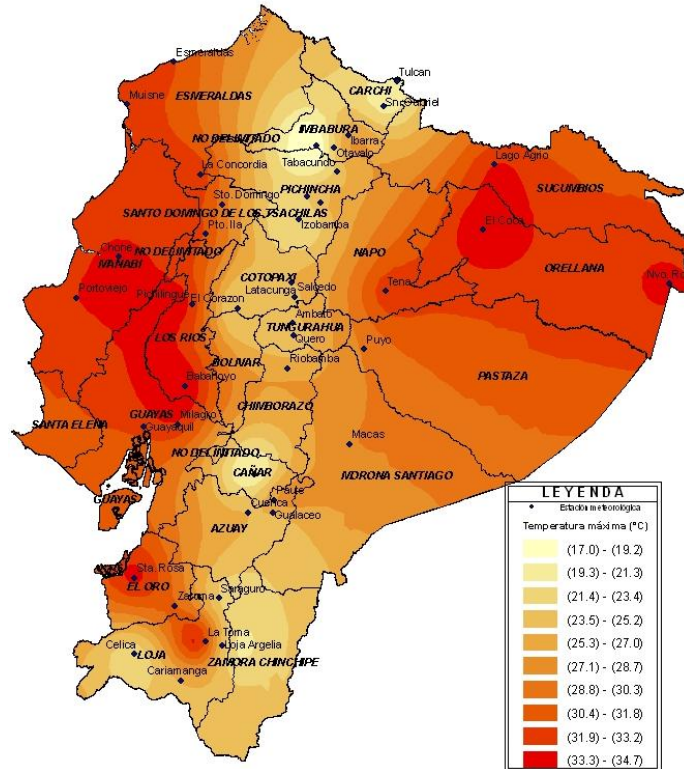 Esmeraldas
Tulcan
CARCHI
Muisne
ESMERALDAS
Sn. Gabriel
IMBABURA
NO DELIMITADO
Ibarra
Otavalo
Lago Agrio
La Concordia
Tabacundo
SUCUMBIOS
PICHINCHA
Sto. Domingo
SANTO DOMINGO DE LOS TSACHILAS
El Coca
Izobamba
Pto. Ila
NO DELIMITADO
NAPO
Chone
MANABI
ORELLANA
COTOPAXI
Nvo. Ro
Portoviejo
Pichilingue
Latacunga
Salcedo
Tena
El Corazon
Ambato
TUNGURAHUA
LOS RIOS
Quero
Puyo
BOLIVAR
Riobamba
PASTAZA
Babahoyo
CHIMBORAZO
GUAYAS
Milagro
SANTA ELENA
Guayaquil
Macas
NO DELIMITADO
CAÑAR
MORONA SANTIAGO
GUAYAS
Paute
Cuenca
Gualaceo
AZUAY
Sta. Rosa
EL ORO
Zaruma
Saraguro
La Toma
Celica
LOJA
Loja Argelia
ZAMORA CHINCHIPE
Cariamanga
LEYENDA
Estación meteorológica
Temperatura máxima (°C)
(17.0) - (19.2)
(19.3) - (21.3)
(21.4) - (23.4)
(23.5) - (25.2)
(25.3) - (27.0)
(27.1) - (28.7)
(28.8) - (30.3)
(30.4) - (31.8)
(31.9) - (33.2)
(33.3) - (34.7)